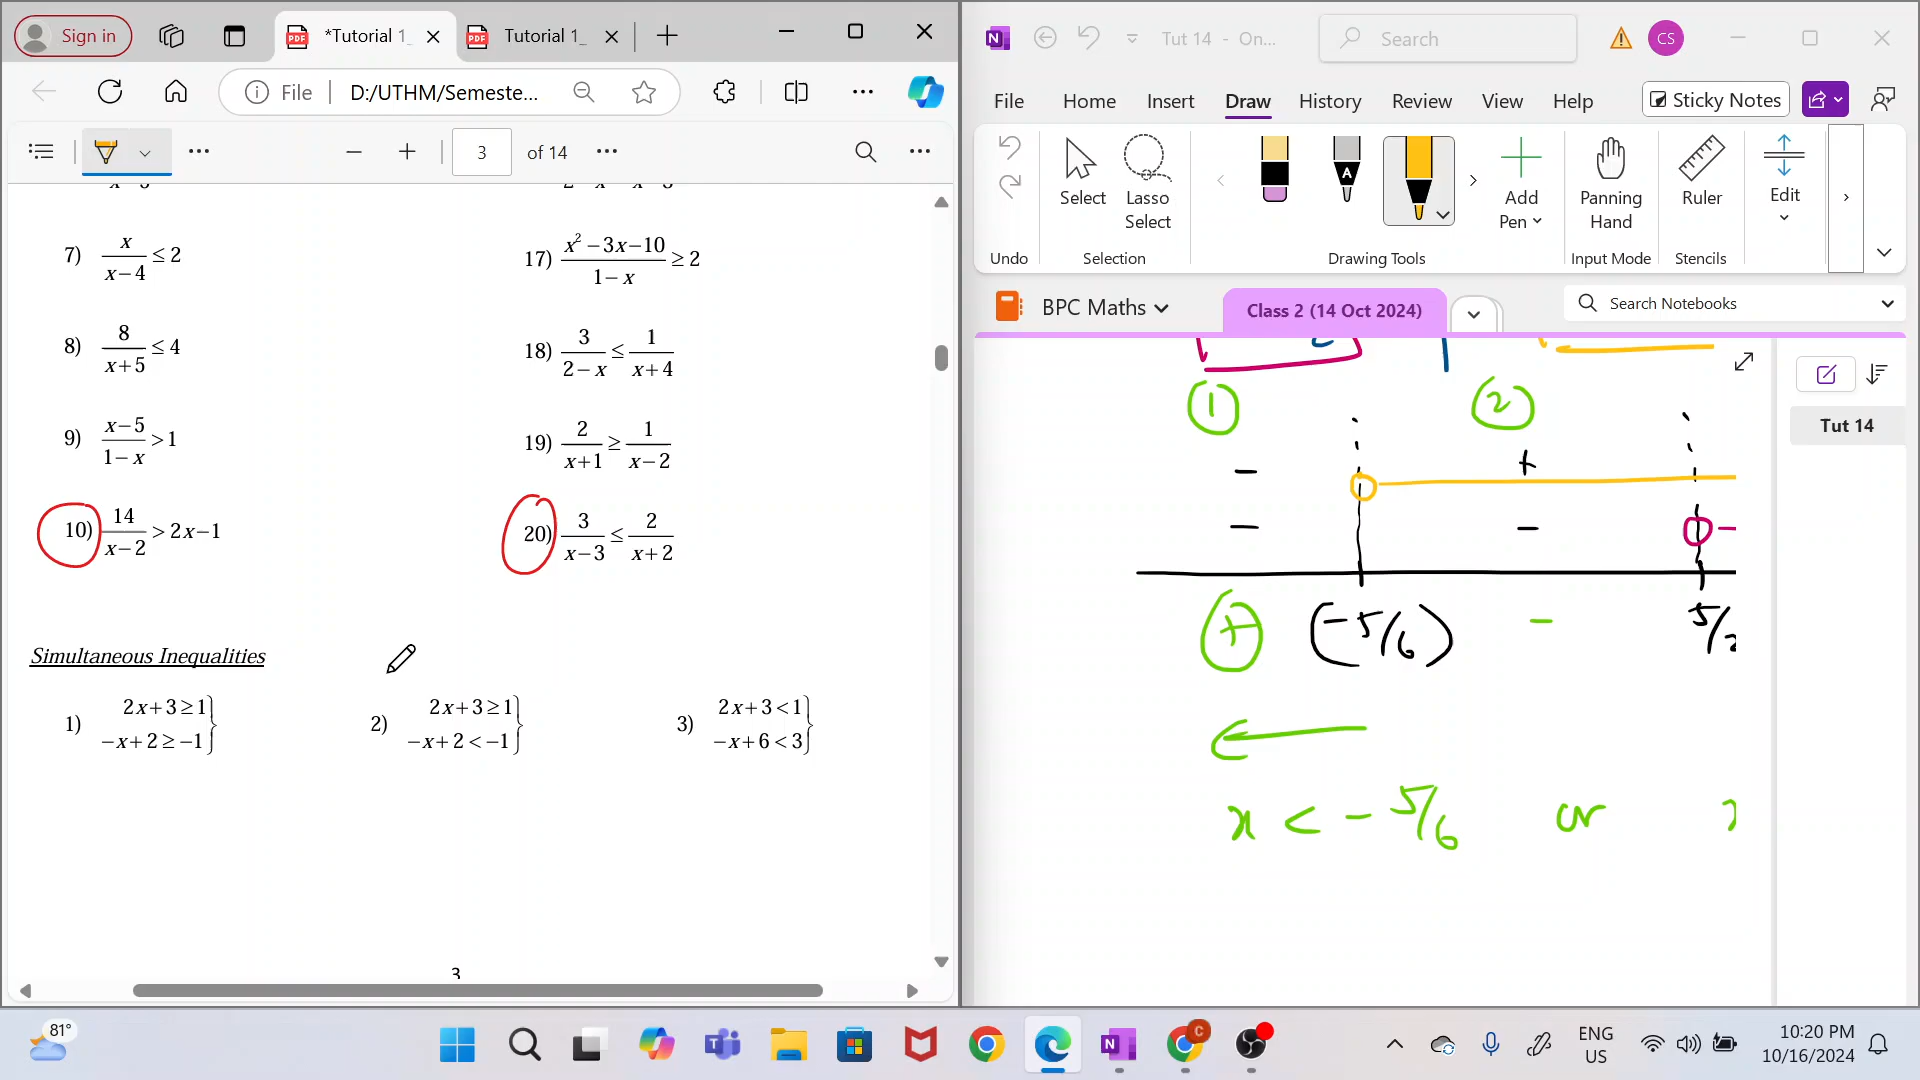 Sign in
*Tutorial 1_
Tutorial 1_
Tut 14 - On...
Search
CS
File
D:/UTHM/Semeste...
File Home Insert Draw History Review View Help
Sticky Notes
3 of 14
Undo
Select
Lasso Select
Selection
Drawing Tools
Add Pen
Panning Hand
Input Mode
Ruler
Stencils
Edit
BPC Maths
Class 2 (14 Oct 2024)
Search Notebooks
Tut 14
7) x/(x−4) ≤ 2
17) (x² −3x−10)/(1−x) ≥ 2
8) 8/(x+5) ≤ 4
18) 3/(2−x) ≤ 1/(x+4)
9) (x−5)/(1−x) >1
19) 2/(x+1) ≥ 1/(x−2)
10) 14/(x−2) > 2x−1
20) 3/(x−3) ≤ 2/(x+2)
Simultaneous Inequalities
1) 2x+3≥1
−x+2≥−1}
2) 2x+3≥1
−x+2<−1}
3) 2x+3<1
−x+6<3}
3
1 2
− +
− −
+ (−5/6) − 5/2
x < − 5/6 or
81°
ENG
US
10:20 PM
10/16/2024